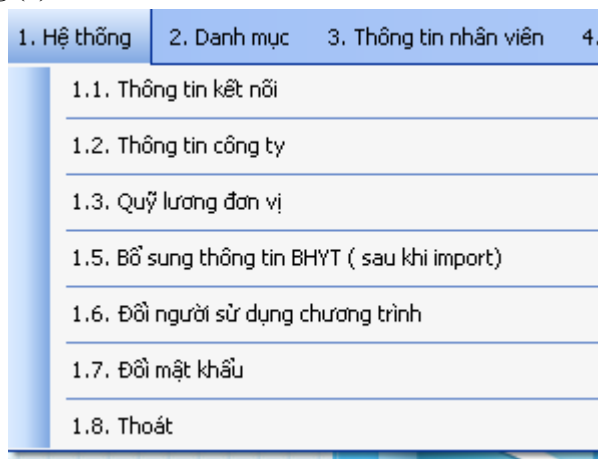 1. Hệ thống 2. Danh mục 3. Thông tin nhân viên 4.
1.1. Thông tin kết nối
1.2. Thông tin công ty
1.3. Quỹ lương đơn vị
1.5. Bổ sung thông tin BHYT ( sau khi import)
1.6. Đổi người sử dụng chương trình
1.7. Đổi mật khẩu
1.8. Thoát